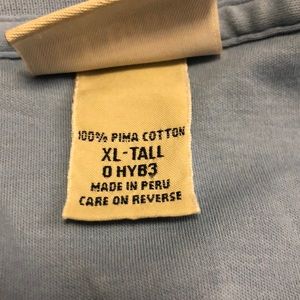 100% PIMA COTTON
XL-TALL
0 HYB3
MADE IN PERU
CARE ON REVERSE